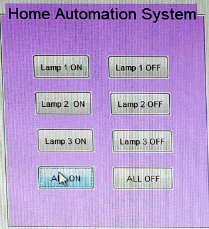 Home Automation System
Lamp 1 ON Lamp 1 OFF
Lamp 2 ON Lamp 2 OFF
Lamp 3 ON Lamp 3 OFF
ALL ON ALL OFF